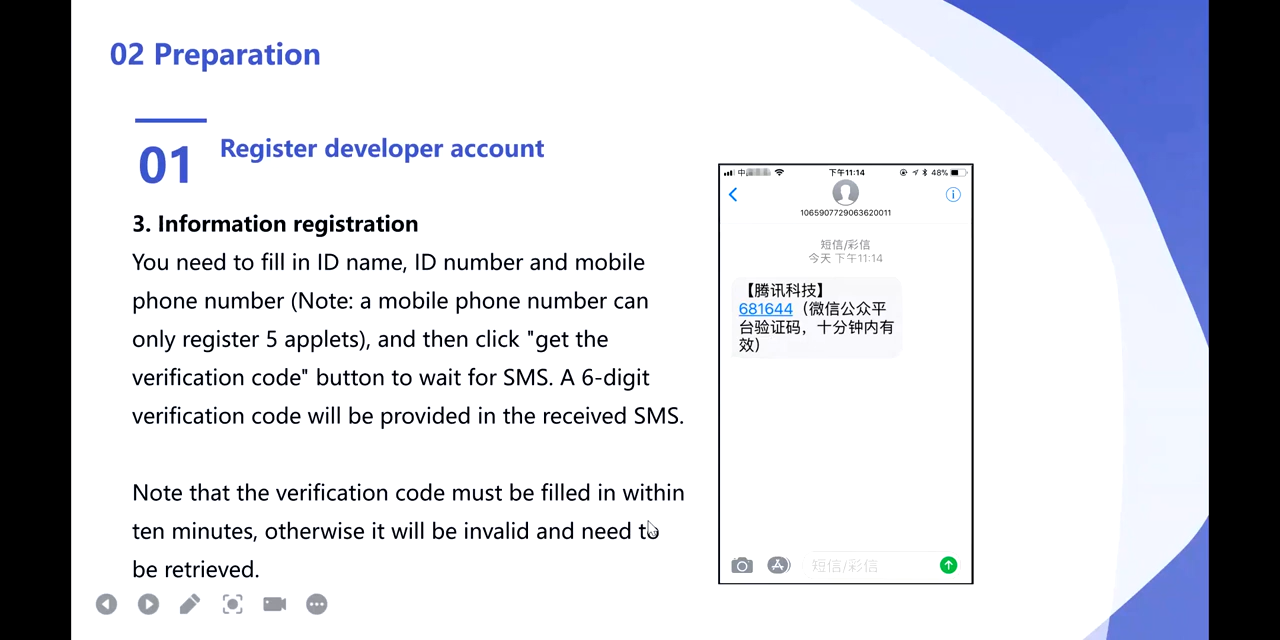 02 Preparation
01
Register developer account
3. Information registration
You need to fill in ID name, ID number and mobile
phone number (Note: a mobile phone number can
only register 5 applets), and then click "get the
verification code" button to wait for SMS. A 6-digit
verification code will be provided in the received SMS.
Note that the verification code must be filled in within
ten minutes, otherwise it will be invalid and need to
be retrieved.
中
下午11:14
48%
1065907729063620011
短信/彩信
今天 下午11:14
【腾讯科技】
681644（微信公众平
台验证码，十分钟内有
效）
短信/彩信